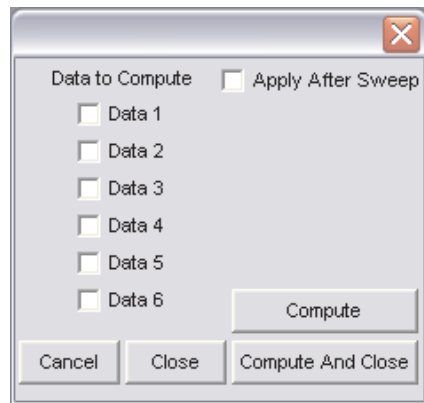 Data to Compute Apply After Sweep
Data 1
Data 2
Data 3
Data 4
Data 5
Data 6
Compute
Cancel Close Compute And Close